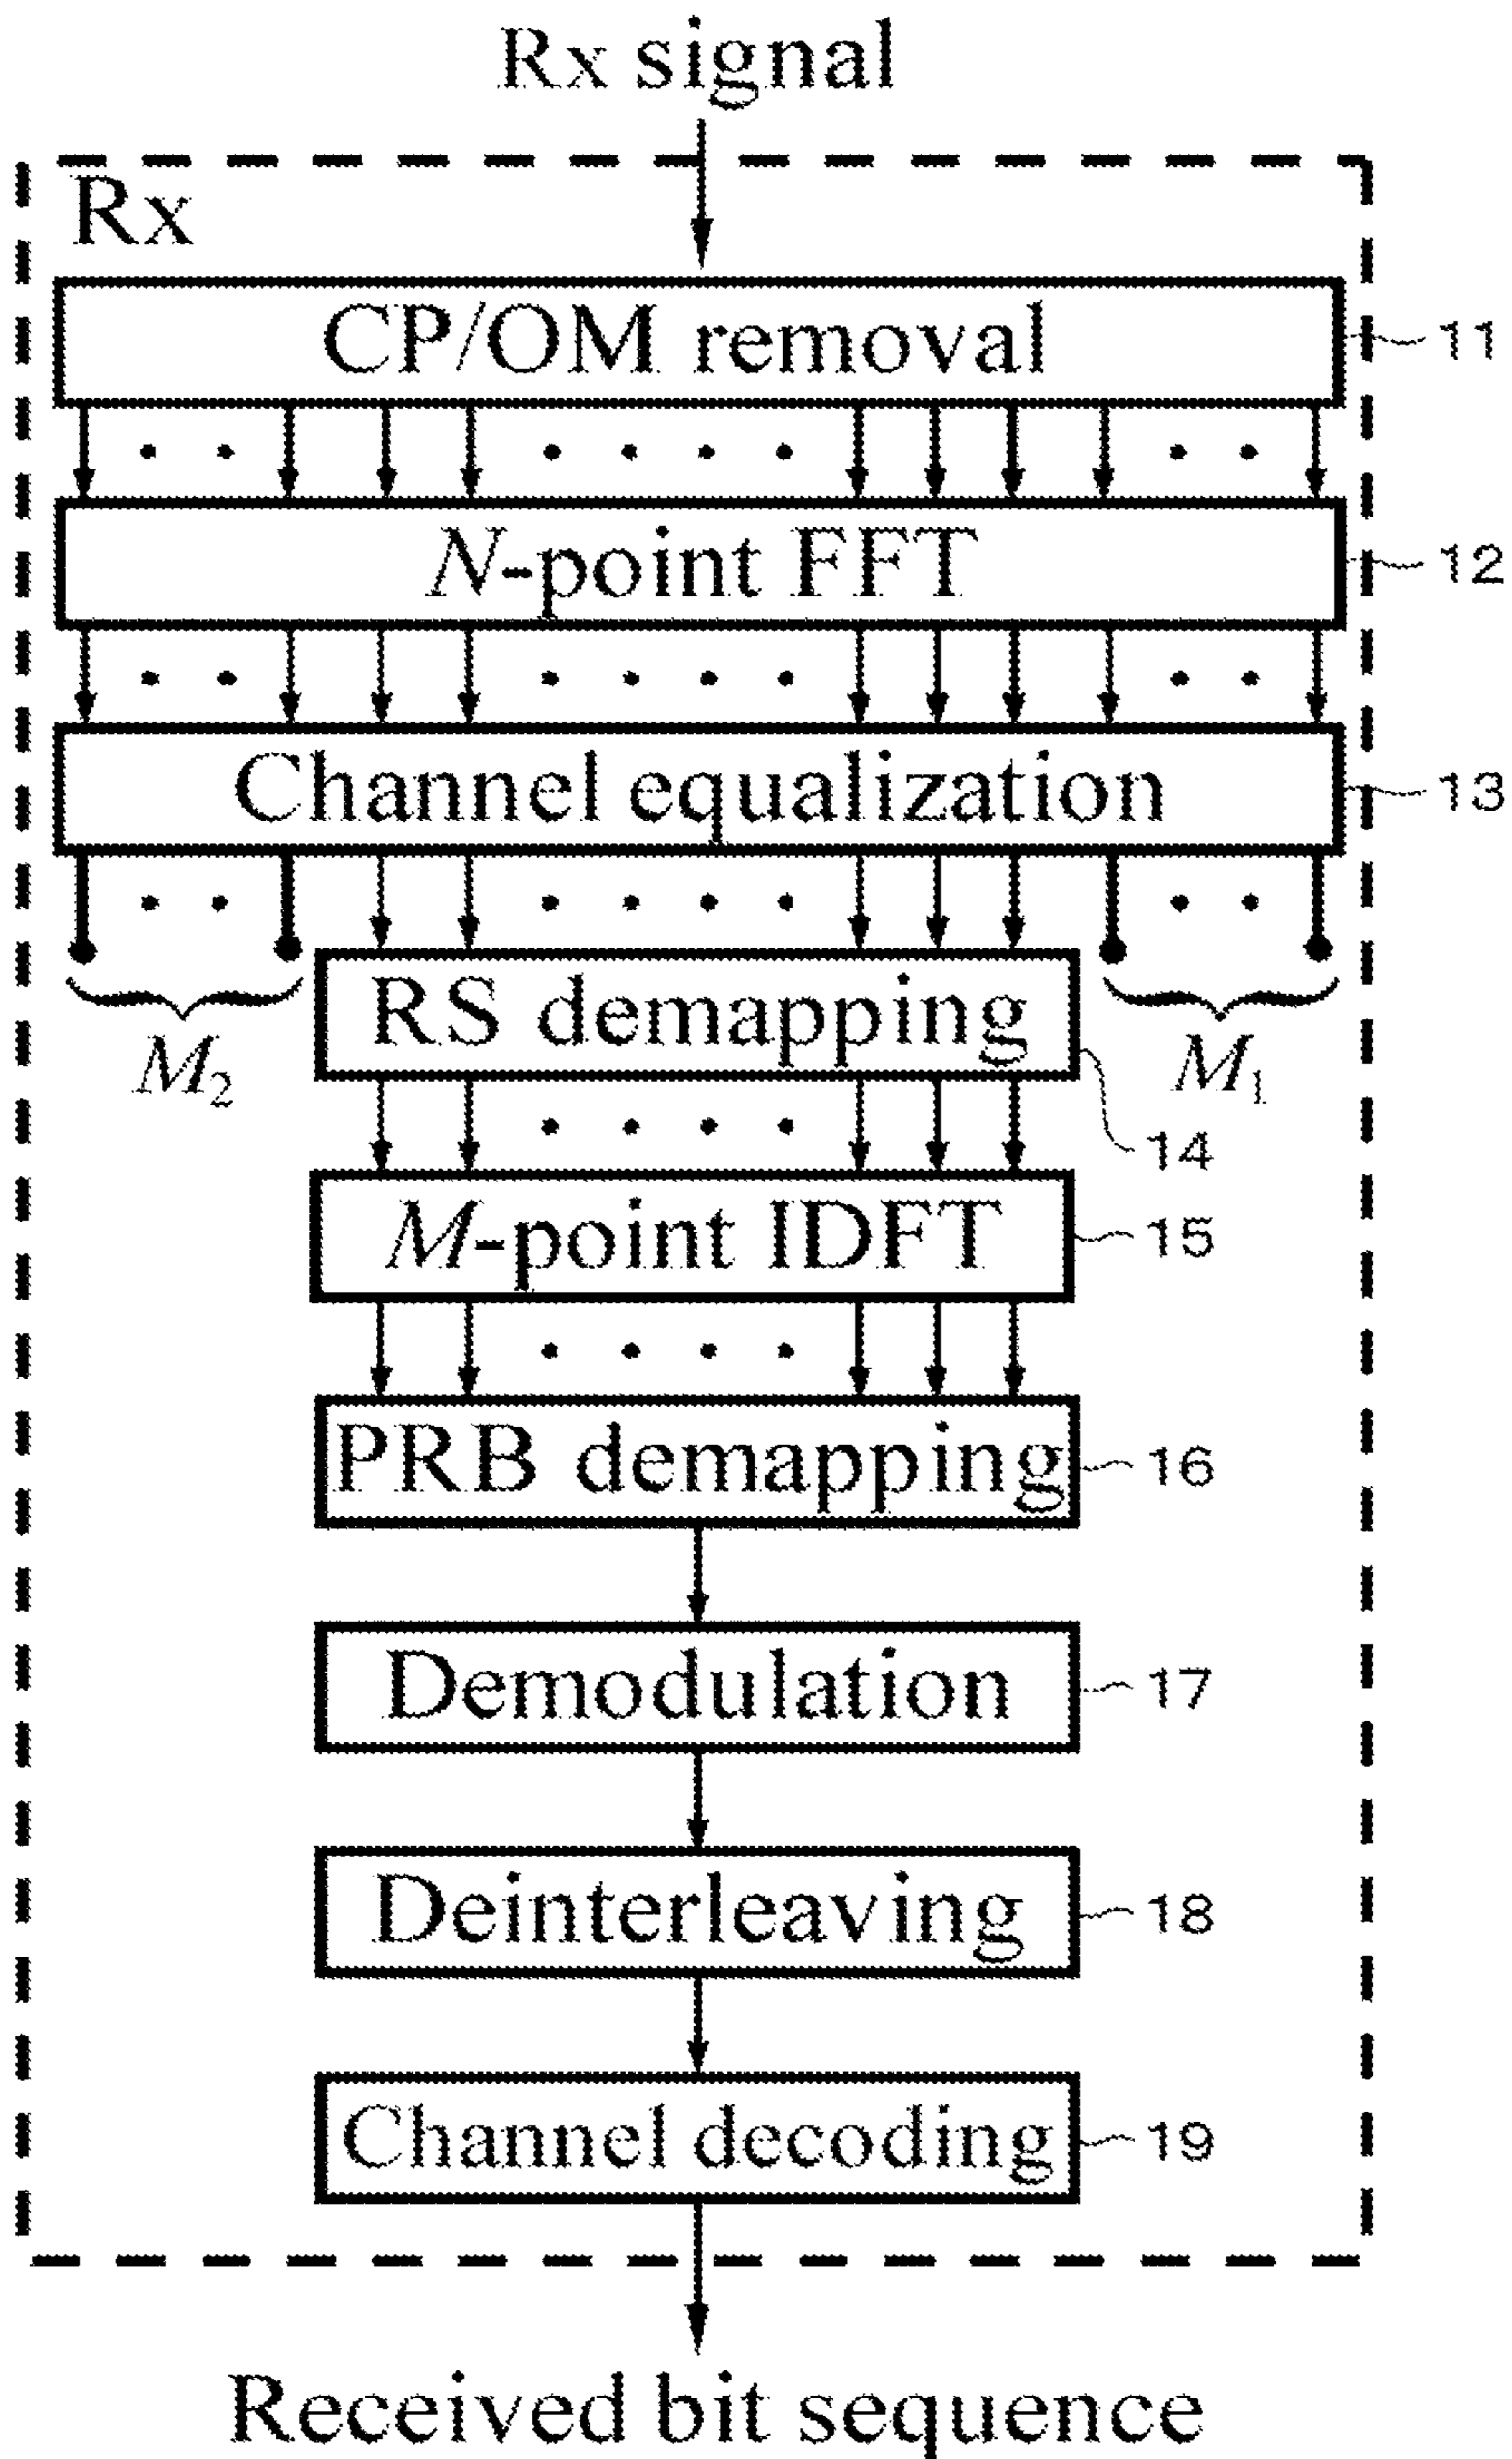 Rx signal
Rx
CP/OM removal
11
N-point FFT
12
Channel equalization
13
RS demapping
M2
M1
14
M-point IDFT
15
PRB demapping
16
Demodulation
17
Deinterleaving
18
Channel decoding
19
Received bit sequence